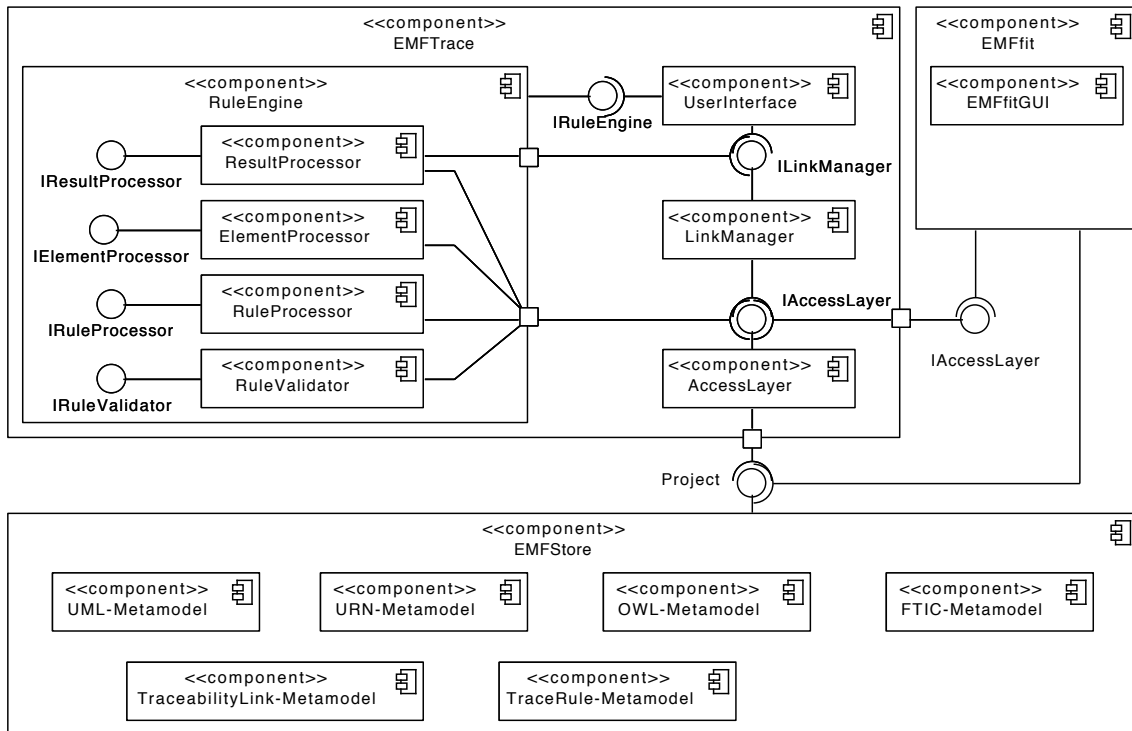 <<component>>
EMFTrace
<<component>>
EMFfit
<<component>>
RuleEngine
<<component>>
UserInterface
<<component>>
EMFfitGUI
IRuleEngine
<<component>>
ResultProcessor
IResultProcessor
ILinkManager
<<component>>
ElementProcessor
IElementProcessor
<<component>>
LinkManager
<<component>>
RuleProcessor
IRuleProcessor
IAccessLayer
IAccessLayer
<<component>>
RuleValidator
IRuleValidator
<<component>>
AccessLayer
Project
<<component>>
EMFStore
<<component>>
UML-Metamodel
<<component>>
URN-Metamodel
<<component>>
OWL-Metamodel
<<component>>
FTIC-Metamodel
<<component>>
TraceabilityLink-Metamodel
<<component>>
TraceRule-Metamodel